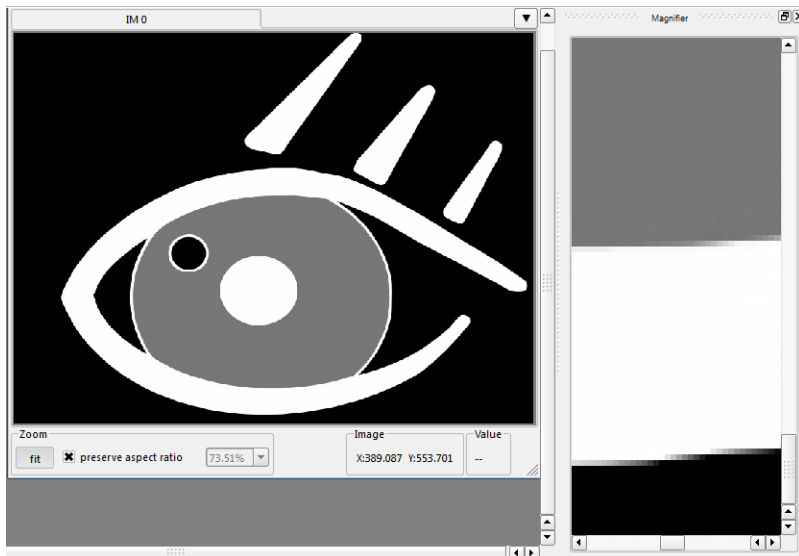 IM 0
Magnifier
Zoom
fit
preserve aspect ratio
73.51%
Image
X:389.087 Y:553.701
Value
--